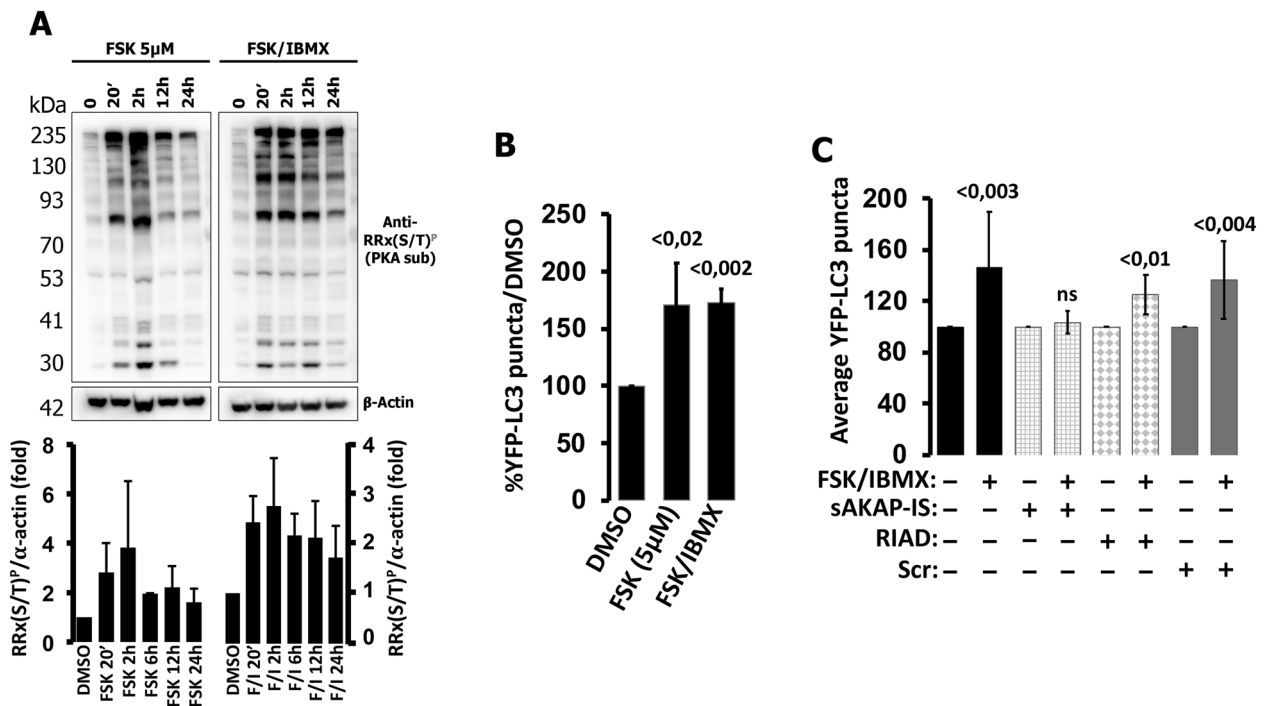 A
FSK 5µM
FSK/IBMX
0 20' 2h 12h 24h
0 20' 2h 12h 24h
kDa
235
130
93
70
53
41
30
42
Anti-
RRx(S/T)ᵖ
(PKA sub)
β-Actin
RRx(S/T)ᵖ/α-actin (fold)
8
6
4
2
0
4
3
2
1
0
RRx(S/T)ᵖ/α-actin (fold)
DMSO
FSK 20'
FSK 2h
FSK 6h
FSK 12h
FSK 24h
DMSO
F/I 20'
F/I 2h
F/I 6h
F/I 12h
F/I 24h
B
%YFP-LC3 puncta/DMSO
250
200
150
100
50
0
<0,02
<0,002
DMSO
FSK (5µM)
FSK/IBMX
C
Average YFP-LC3 puncta
200
160
120
80
40
0
<0,003
ns
<0,01
<0,004
FSK/IBMX: – + – + – + – +
sAKAP-IS: – – + + – – – –
RIAD: – – – – + + – –
Scr: – – – – – – + +